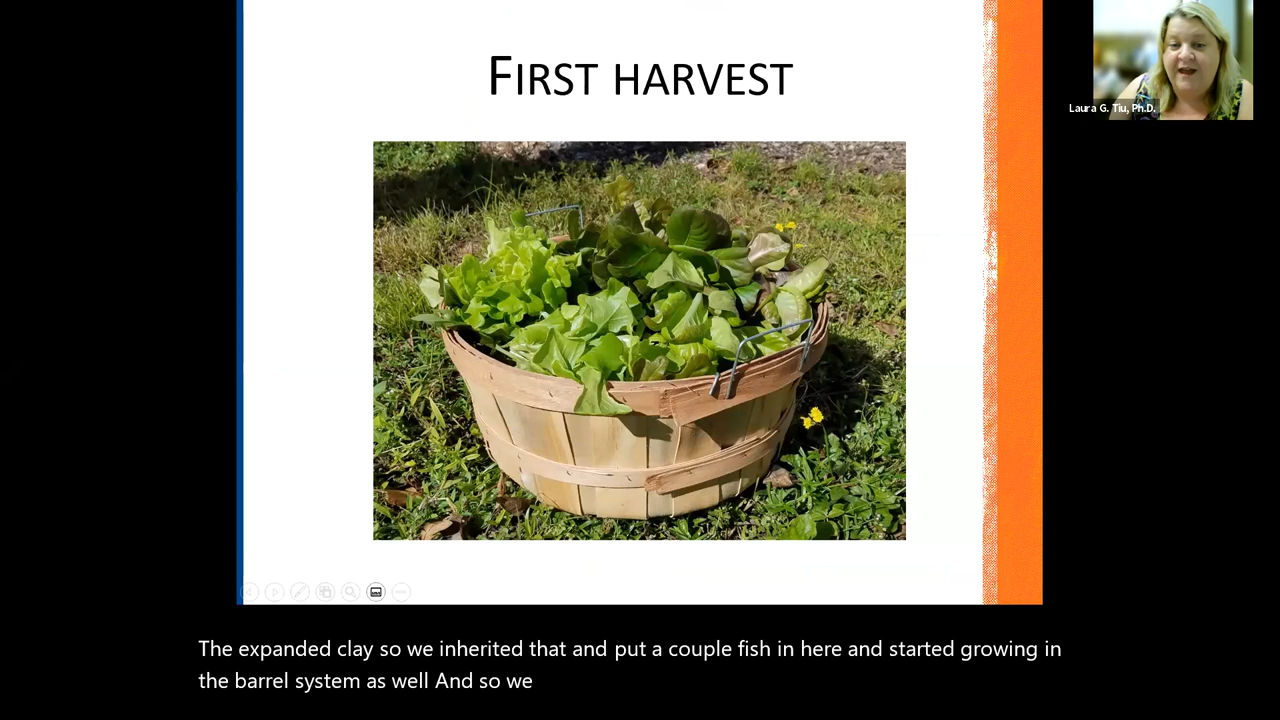 FIRST HARVEST
Laura G. Tiu, Ph.D.
The expanded clay so we inherited that and put a couple fish in here and started growing in
the barrel system as well And so we